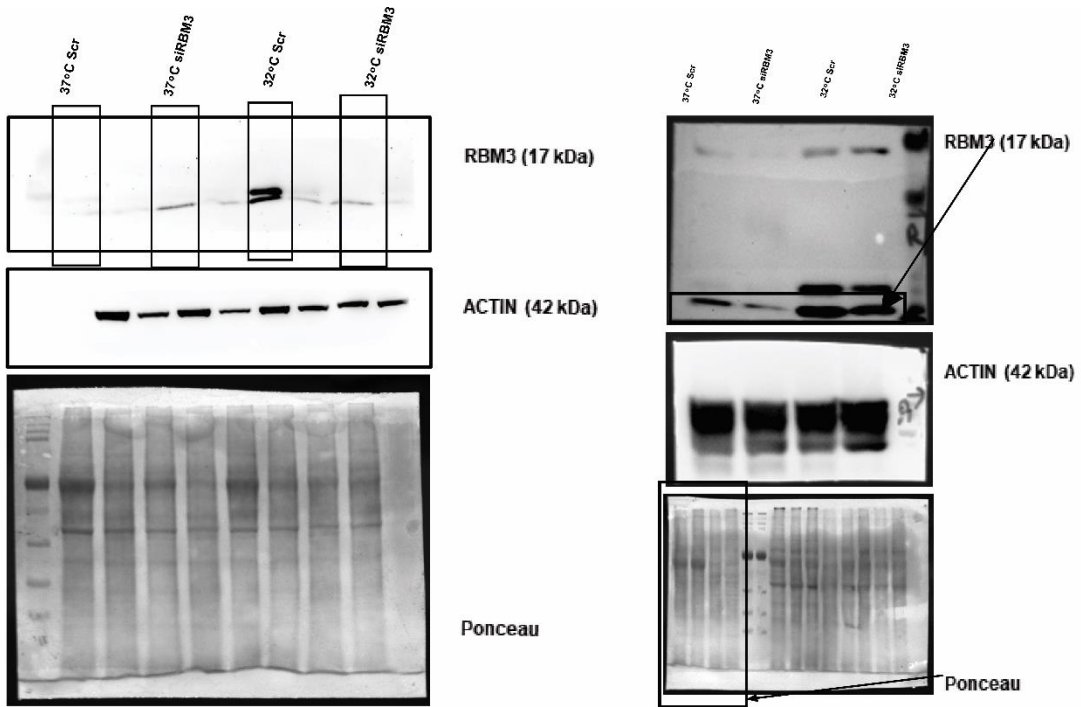 37°C Scr
37°C siRBM3
32°C Scr
32°C siRBM3
RBM3 (17 kDa)
ACTIN (42 kDa)
Ponceau
37°C Scr
37°C siRBM3
32°C Scr
32°C siRBM3
RBM3 (17 kDa)
ACTIN (42 kDa)
Ponceau